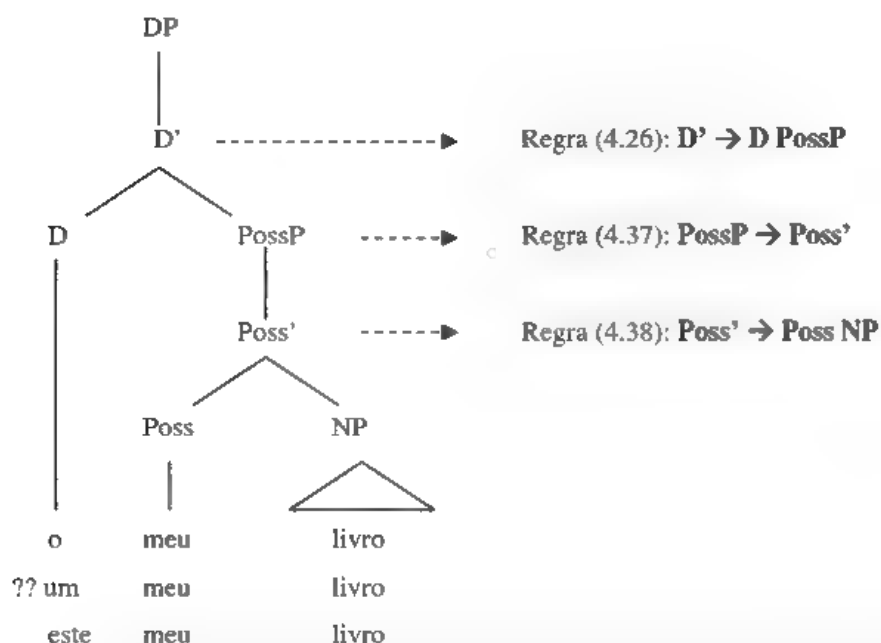 DP
D' Regra (4.26): D' → D PossP
D PossP Regra (4.37): PossP → Poss'
Poss' Regra (4.38): Poss' → Poss NP
Poss NP
o meu livro
?? um meu livro
este meu livro